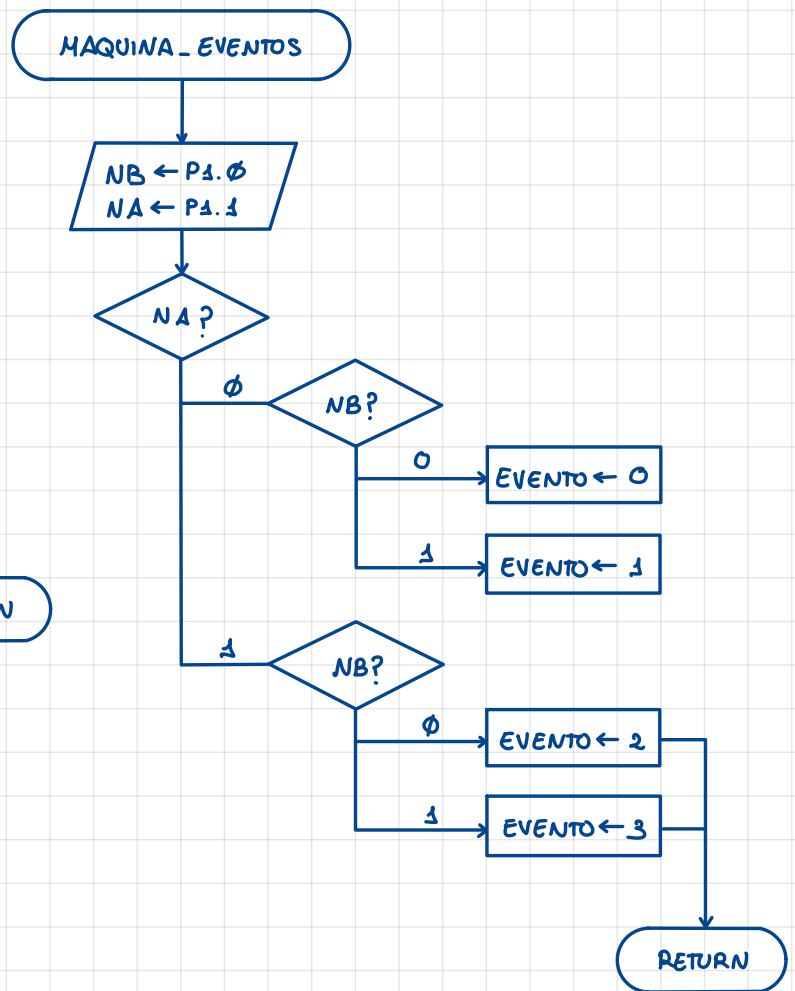 MAQUINA_EVENTOS
NB ← P1.Ø
NA ← P1.1
NA?
Ø
NB?
0
EVENTO ← 0
1
EVENTO ← 1
N
1
NB?
Ø
EVENTO ← 2
1
EVENTO ← 3
RETURN